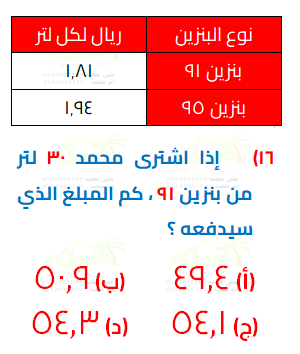 نوع البنزين ريال لكل لتر
بنزين ٩١ ١,٨١
بنزين ٩٥ ١,٩٤
١٦) إذا اشترى محمد ٣٠ لتر
من بنزين ٩١ ، كم المبلغ الذي
سيدفعه ؟
(أ) ٤٩,٤ (ب) ٥٠,٩
(ج) ٥٤,١ (د) ٥٤,٣